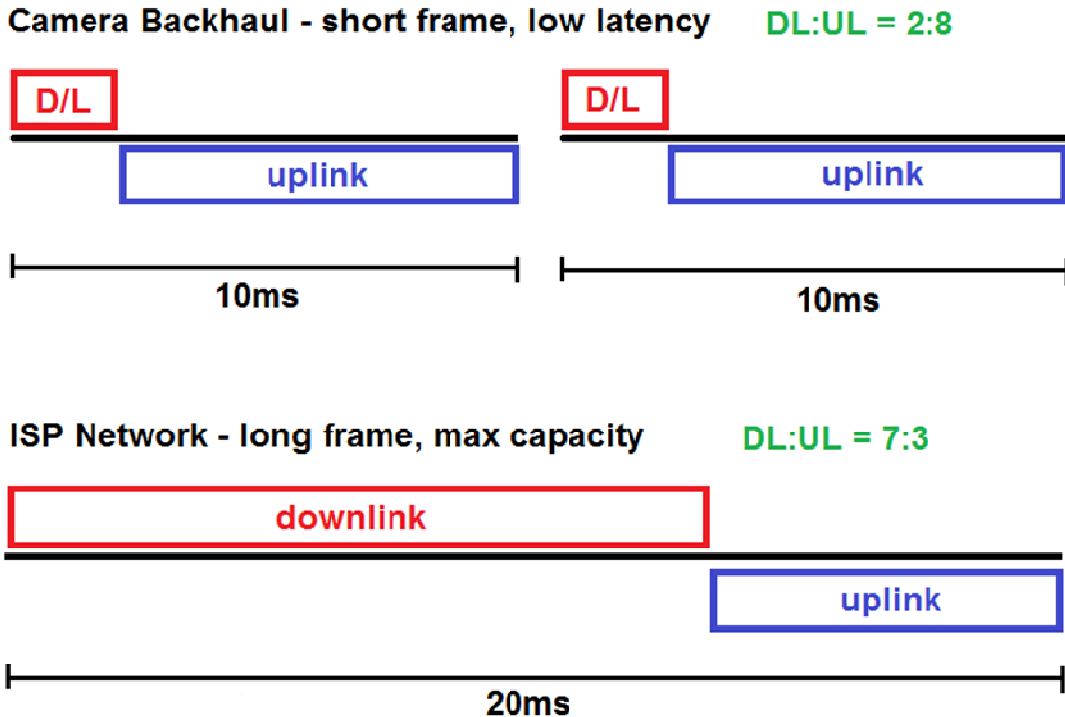 Camera Backhaul - short frame, low latency DL:UL = 2:8
D/L D/L
uplink uplink
10ms 10ms
ISP Network - long frame, max capacity DL:UL = 7:3
downlink
uplink
20ms